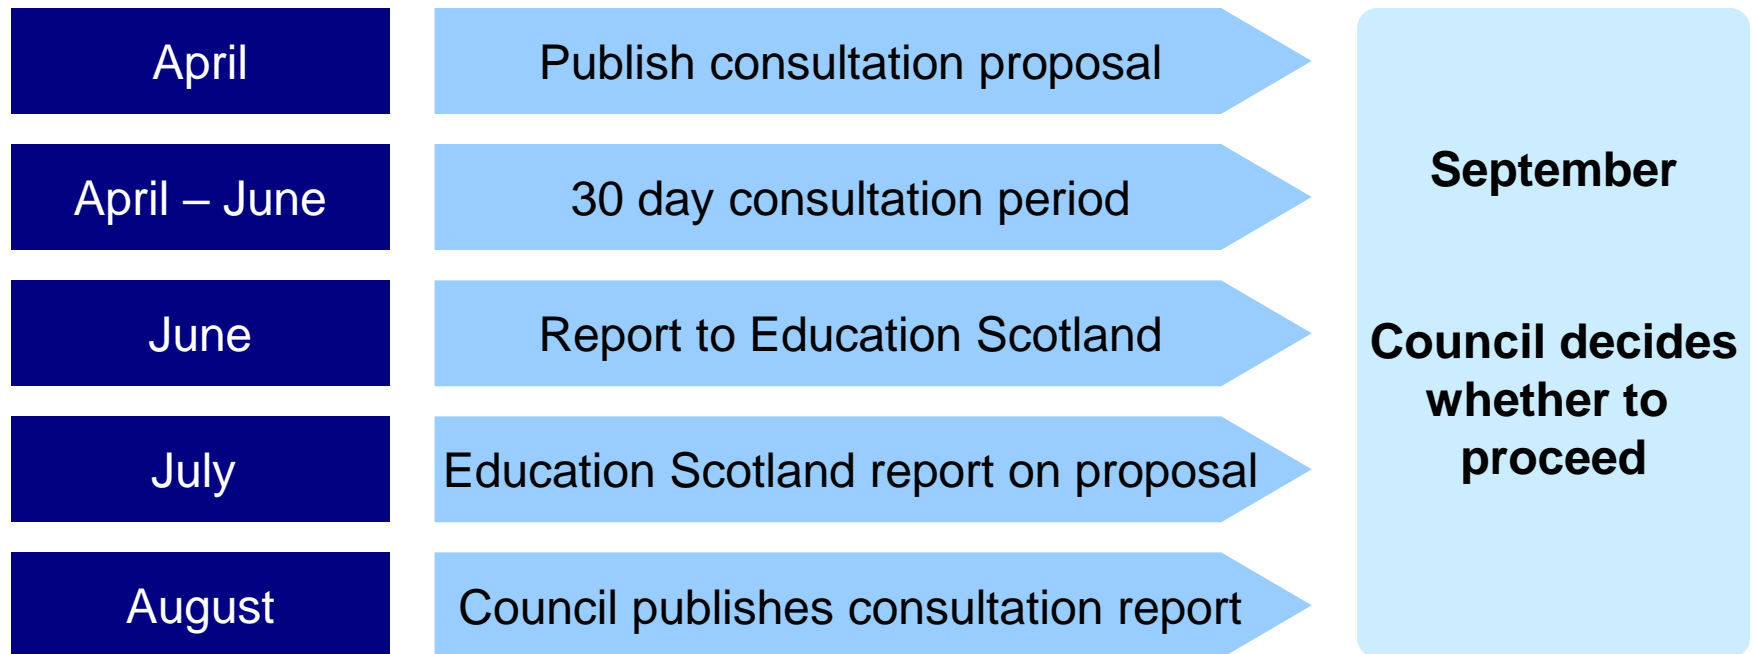 April
Publish consultation proposal
April – June
30 day consultation period
June
Report to Education Scotland
July
Education Scotland report on proposal
August
Council publishes consultation report
September
Council decides
whether to
proceed